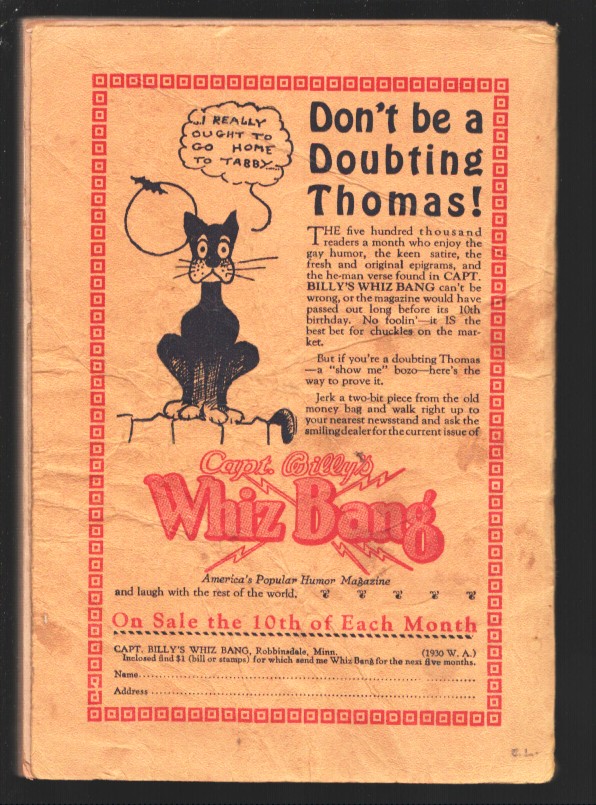 ..I REALLY
OUGHT TO
GO HOME
TO TABBY...
Don't be a
Doubting
Thomas!
THE five hundred thousand
readers a month who enjoy the
gay humor, the keen satire, the
fresh and original epigrams, and
the he-man verse found in CAPT.
BILLY'S WHIZ BANG can't be
wrong, or the magazine would have
passed out long before its 10th
birthday. No foolin'—it IS the
best bet for chuckles on the mar-
ket.
But if you're a doubting Thomas
—a "show me" bozo—here's the
way to prove it.
Jerk a two-bit piece from the old
money bag and walk right up to
your nearest newsstand and ask the
smiling dealer for the current issue of
Capt. Billy's
Whiz Bang
America's Popular Humor Magazine
and laugh with the rest of the world.
On Sale the 10th of Each Month
CAPT. BILLY'S WHIZ BANG, Robbinsdale, Minn. (1930 W. A.)
Inclosed find $1 (bill or stamps) for which send me Whiz Bang for the next five months.
Name
Address
E.L.